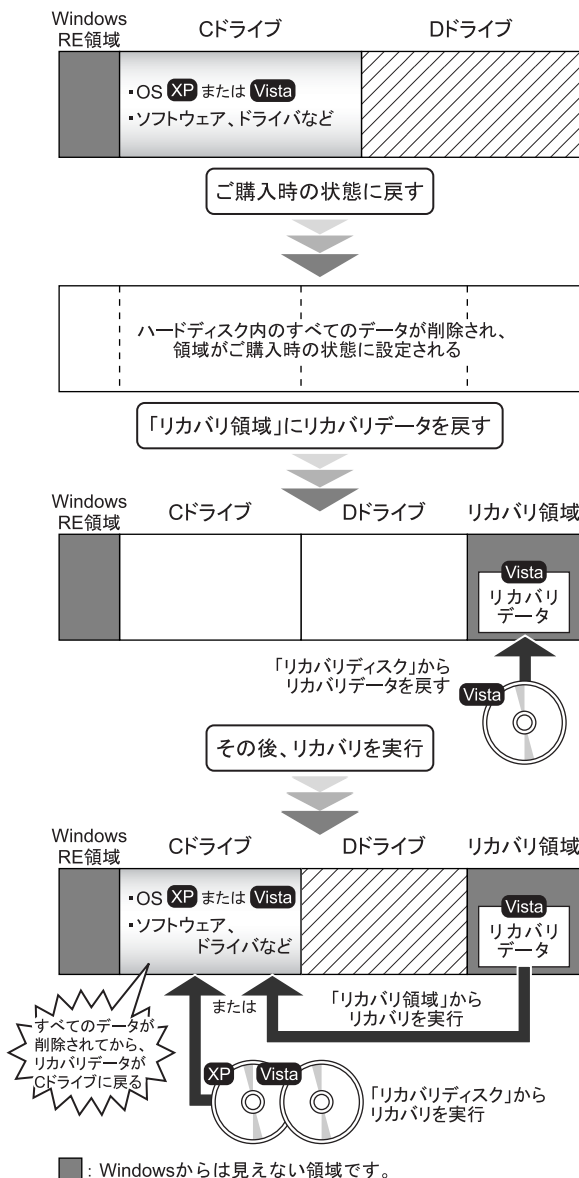 Windows
RE領域
Cドライブ
Dドライブ
・OS XP または Vista
・ソフトウェア、ドライバなど
ご購入時の状態に戻す
ハードディスク内のすべてのデータが削除され、
領域がご購入時の状態に設定される
「リカバリ領域」にリカバリデータを戻す
Windows
RE領域
Cドライブ
Dドライブ
リカバリ領域
Vista
リカバリ
データ
「リカバリディスク」から
リカバリデータを戻す
Vista
その後、リカバリを実行
Windows
RE領域
Cドライブ
Dドライブ
リカバリ領域
・OS XP または Vista
・ソフトウェア、
ドライバなど
Vista
リカバリ
データ
または
「リカバリ領域」から
リカバリを実行
すべてのデータが
削除されてから、
リカバリデータが
Cドライブに戻る
XP
Vista
「リカバリディスク」から
リカバリを実行
: Windowsからは見えない領域です。